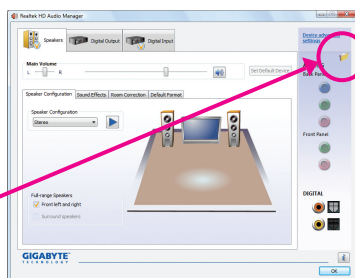 Realtek HD Audio Manager
Speakers
Digital Output
Digital Input
Device advanced settings
Main Volume
L
R
Set Default Device
Back Panel
Speaker Configuration
Sound Effects
Room Correction
Default Format
Speaker Configuration
Stereo
Front Panel
Full-range Speakers
Front left and right
Surround speakers
DIGITAL
GIGABYTE
TECHNOLOGY
OK